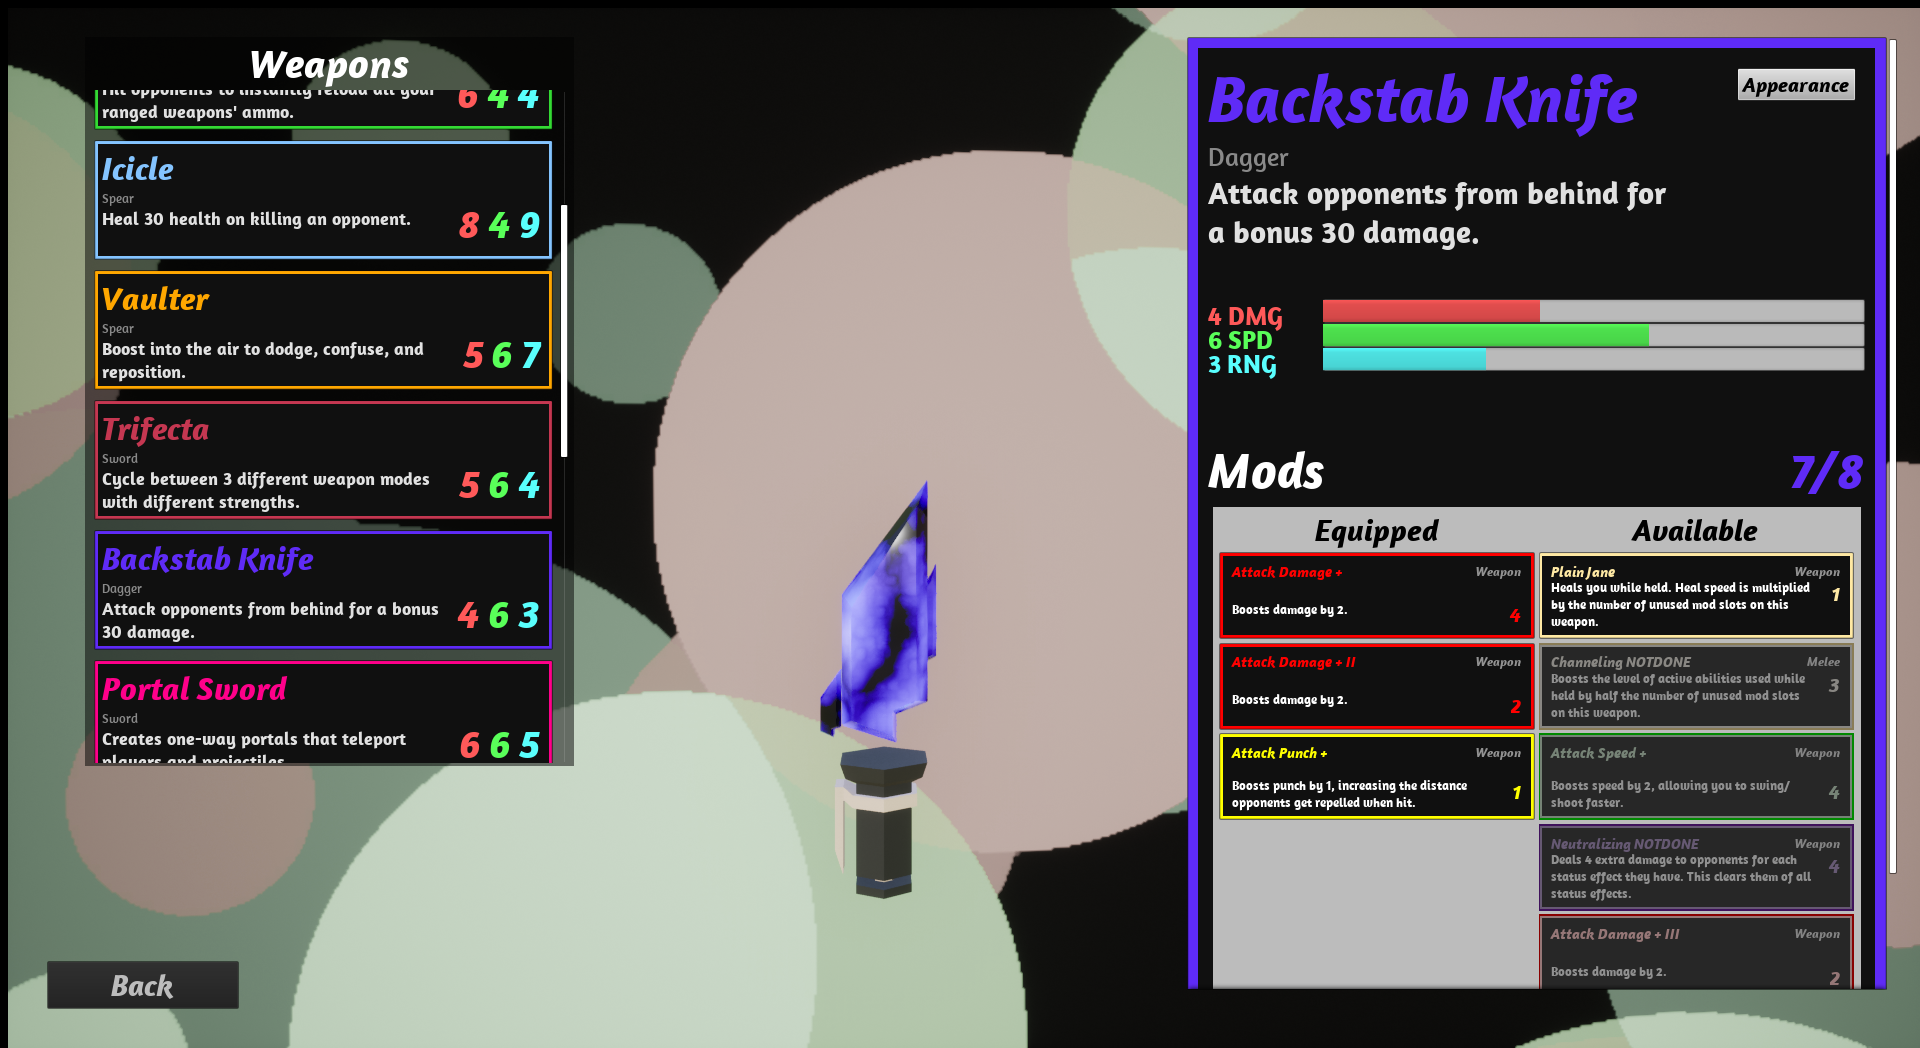 Weapons
Hit opponents to instantly reload all your
ranged weapons' ammo.
6 4 4
Icicle
Spear
Heal 30 health on killing an opponent.
8 4 9
Vaulter
Spear
Boost into the air to dodge, confuse, and
reposition.
5 6 7
Trifecta
Sword
Cycle between 3 different weapon modes
with different strengths.
5 6 4
Backstab Knife
Dagger
Attack opponents from behind for a bonus
30 damage.
4 6 3
Portal Sword
Sword
Creates one-way portals that teleport
players and projectiles.
6 6 5
Back
Backstab Knife
Appearance
Dagger
Attack opponents from behind for
a bonus 30 damage.
4 DMG
6 SPD
3 RNG
Mods
7/8
Equipped
Attack Damage +
Weapon
Boosts damage by 2.
4
Attack Damage + II
Weapon
Boosts damage by 2.
2
Attack Punch +
Weapon
Boosts punch by 1, increasing the distance
opponents get repelled when hit.
1
Available
Plain Jane
Weapon
Heals you while held. Heal speed is multiplied
by the number of unused mod slots on this
weapon.
1
Channeling NOTDONE
Melee
Boosts the level of active abilities used while
held by half the number of unused mod slots
on this weapon.
3
Attack Speed +
Weapon
Boosts speed by 2, allowing you to swing/
shoot faster.
4
Neutralizing NOTDONE
Weapon
Deals 4 extra damage to opponents for each
status effect they have. This clears them of all
status effects.
4
Attack Damage + III
Weapon
Boosts damage by 2.
2